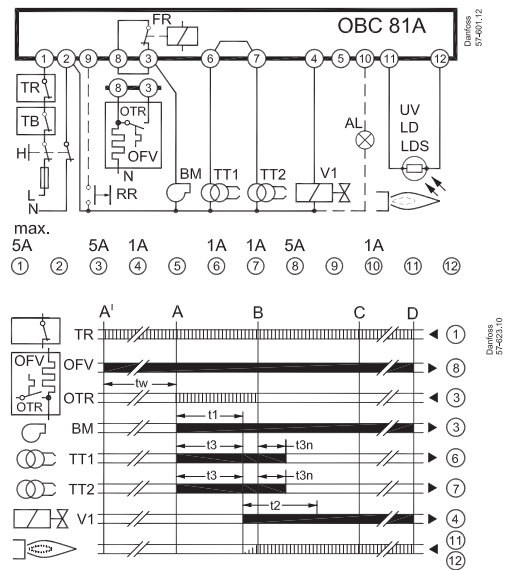 FR
OBC 81A
Danfoss
57-601.12
1 2 9 8 3 6 7 4 5 10 11 12
TR
8 3
OTR
TB
OFV
UV
LD
LDS
AL
H
N
BM TT1 TT2 V1
L
N
RR
max.
5A 5A 1A 1A 1A 5A 1A
1 2 3 4 5 6 7 8 9 10 11 12
A' A B C D
Danfoss
57-623.10
TR 1
OFV
OFV 8
tw
OTR
OTR 3
t1
BM 3
t3 t3n
TT1 6
t3 t3n
TT2 7
t2
V1 4
11
12